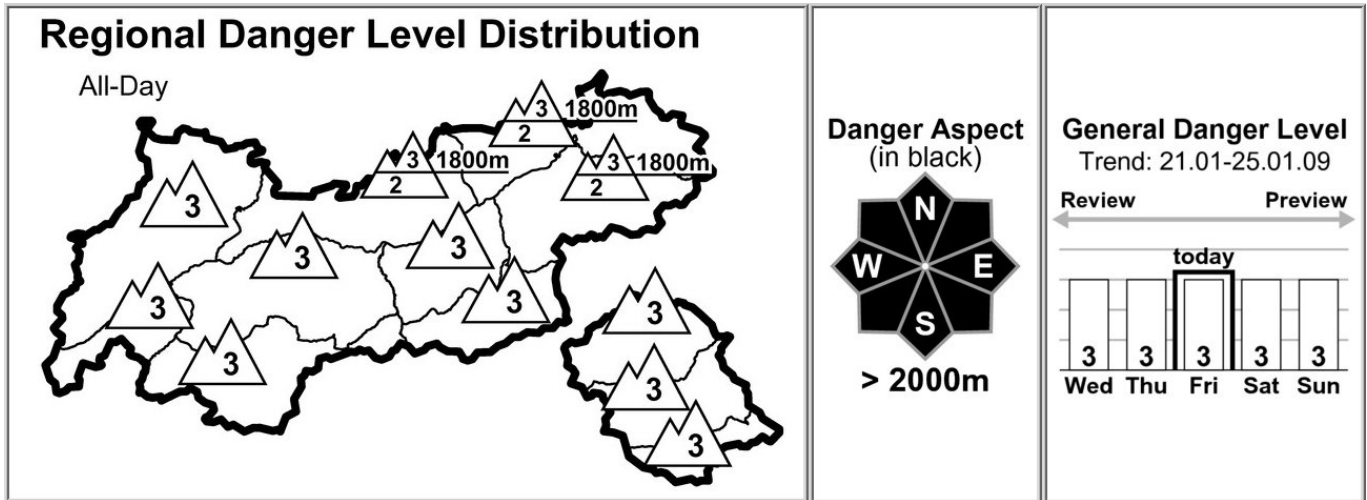 Regional Danger Level Distribution
All-Day
3 1800m
2
3 1800m
2
3 1800m
2
3
3
3
3
3
3
3
3
3
3
Danger Aspect
(in black)
N
W E
S
> 2000m
General Danger Level
Trend: 21.01-25.01.09
Review Preview
today
3 3 3 3 3
Wed Thu Fri Sat Sun